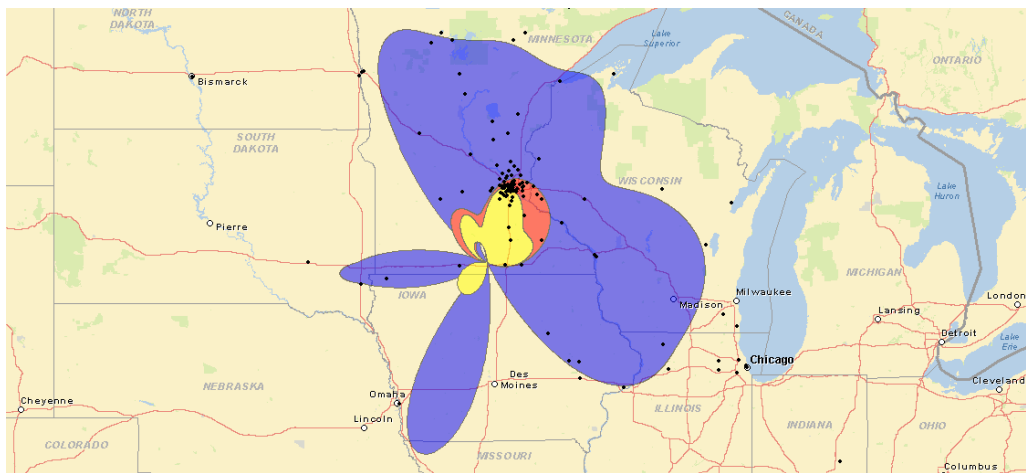 NORTH
DAKOTA
MINNESOTA
Lake
Superior
CANADA
ONTARIO
Bismarck
SOUTH
DAKOTA
WISCONSIN
Lake
Huron
Pierre
MICHIGAN
IOWA
Madison
Milwaukee
London
Lansing
Detroit
Lake
Erie
Chicago
Des
Moines
Cleveland
NEBRASKA
Omaha
Cheyenne
Lincoln
ILLINOIS
INDIANA
OHIO
COLORADO
MISSOURI
Columbus